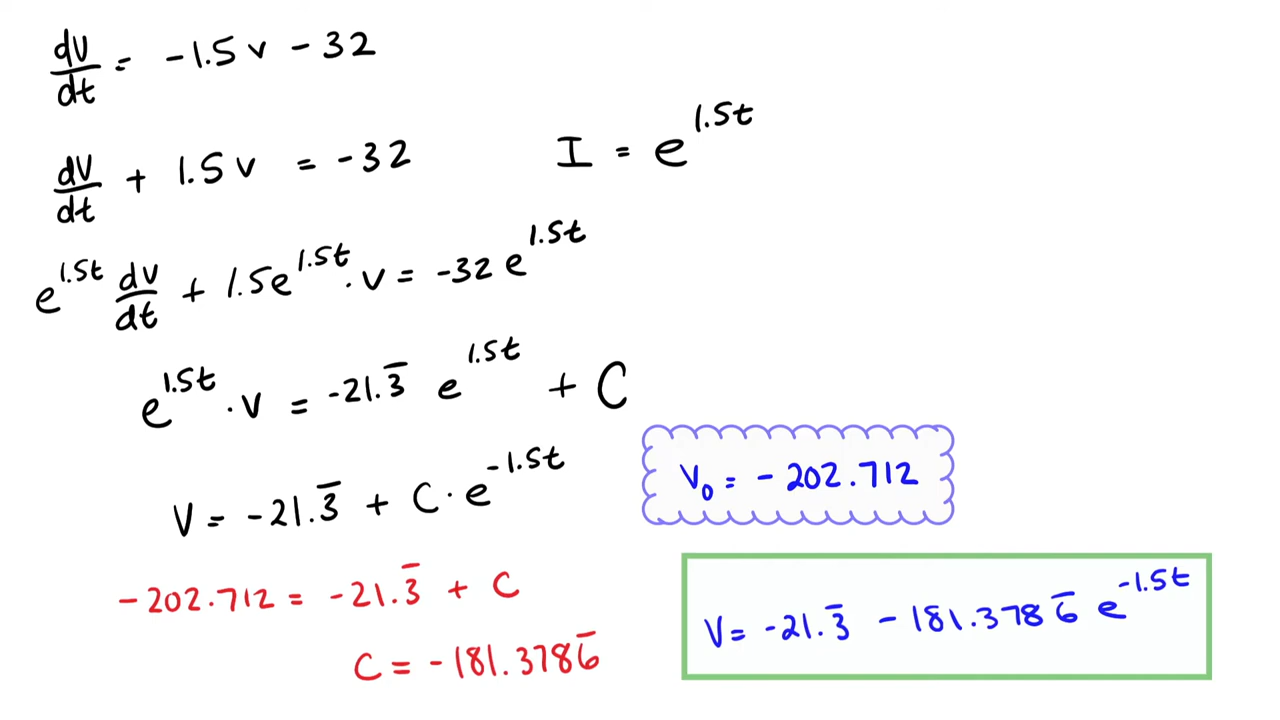 dv/dt = -1.5v - 32
dv/dt + 1.5v = -32
I = e^1.5t
e^1.5t dv/dt + 1.5e^1.5t · v = -32 e^1.5t
e^1.5t · v = -21.3̅ e^1.5t + C
v = -21.3̅ + C · e^-1.5t
v₀ = -202.712
-202.712 = -21.3̅ + C
C = -181.3786̅
v = -21.3̅ - 181.3786̅ e^-1.5t